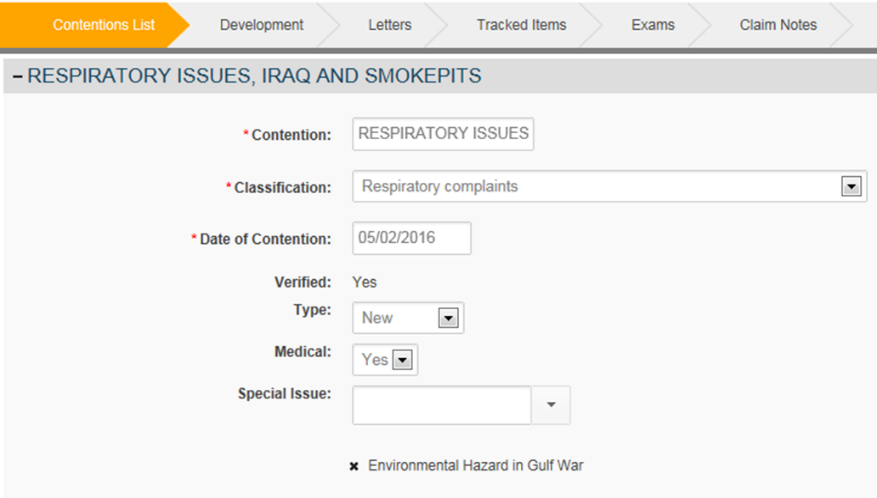 Contentions List Development Letters Tracked Items Exams Claim Notes
– RESPIRATORY ISSUES, IRAQ AND SMOKEPITS
* Contention: RESPIRATORY ISSUES
* Classification: Respiratory complaints
* Date of Contention: 05/02/2016
Verified: Yes
Type: New
Medical: Yes
Special Issue:
✖ Environmental Hazard in Gulf War